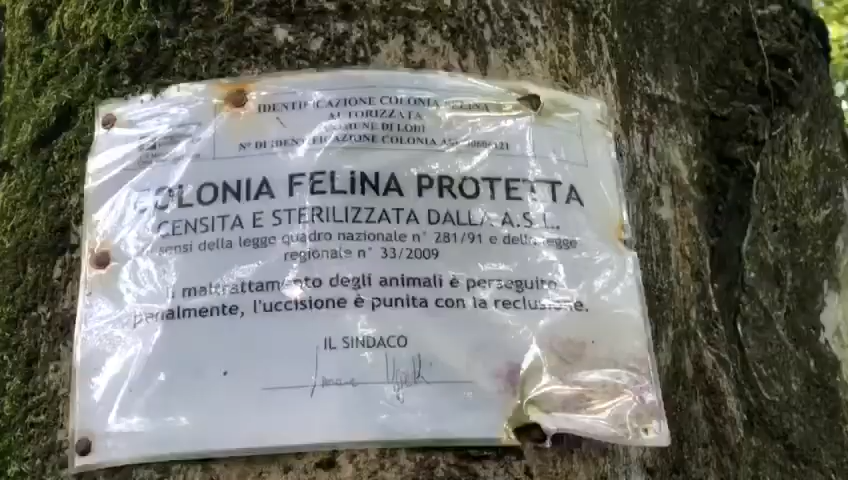 IDENTIFICAZIONE COLONIA FELINA
AUTORIZZATA
COMUNE DI LODI
N° DI IDENTIFICAZIONE COLONIA
COLONIA FELINA PROTETTA
CENSITA E STERILIZZATA DALLA A.S.L.
sensi della legge quadro nazionale n° 281/91 e della legge
regionale n° 33/2009
Il maltrattamento degli animali è perseguito
penalmente, l'uccisione è punita con la reclusione.
IL SINDACO